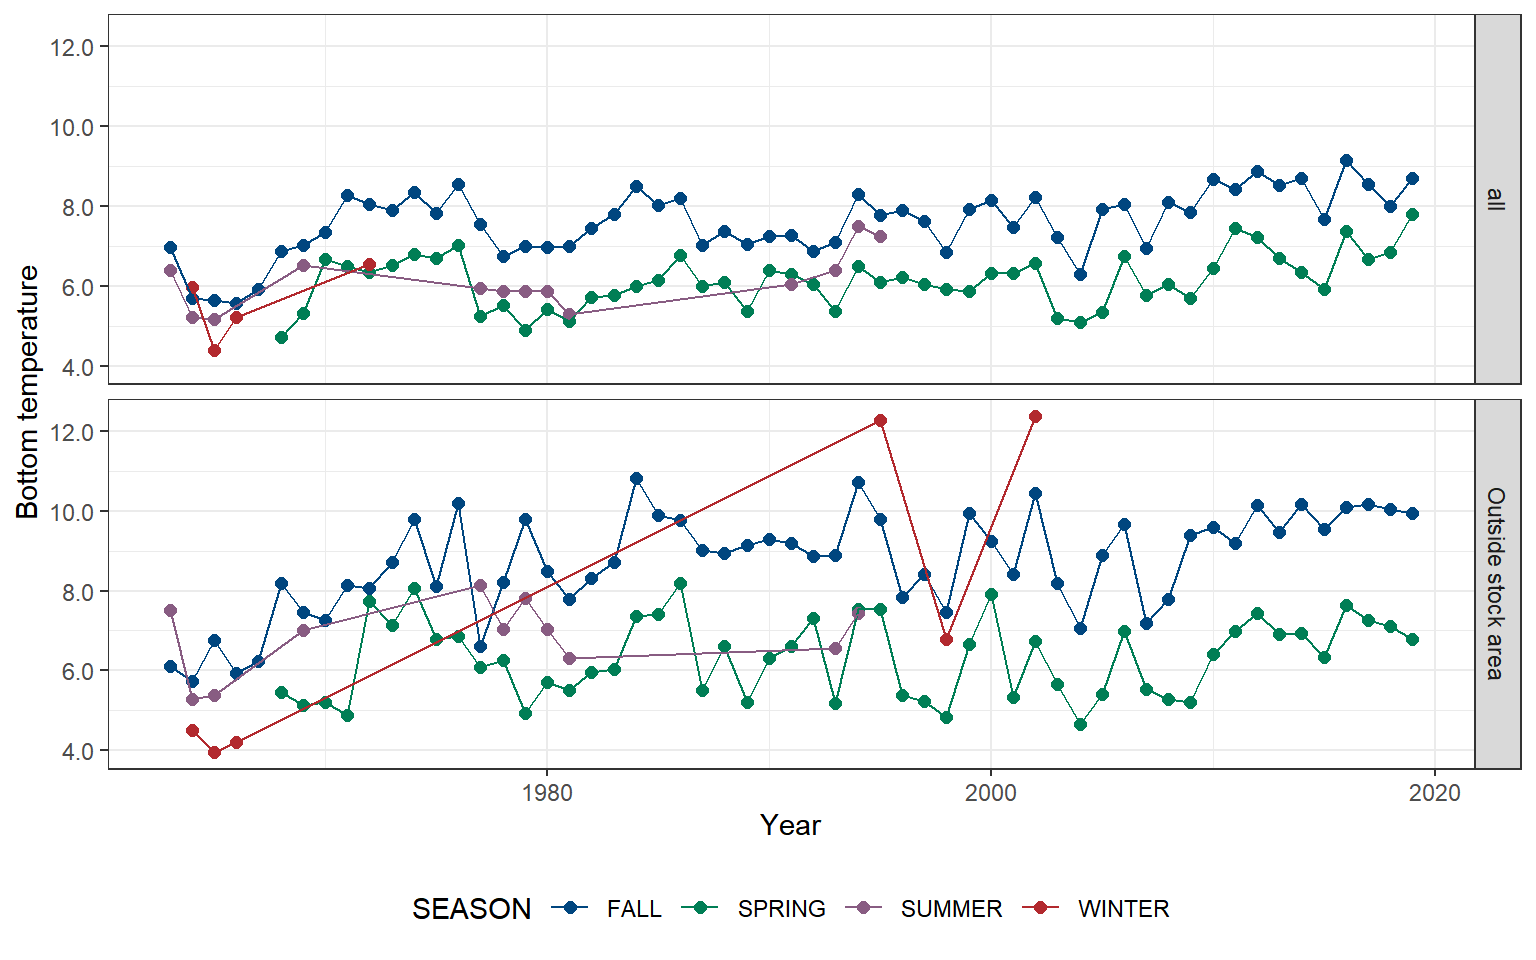 12.0
10.0
8.0
6.0
4.0
all
12.0
10.0
8.0
6.0
4.0
Outside stock area
Bottom temperature
1980 2000 2020
Year
SEASON FALL SPRING SUMMER WINTER